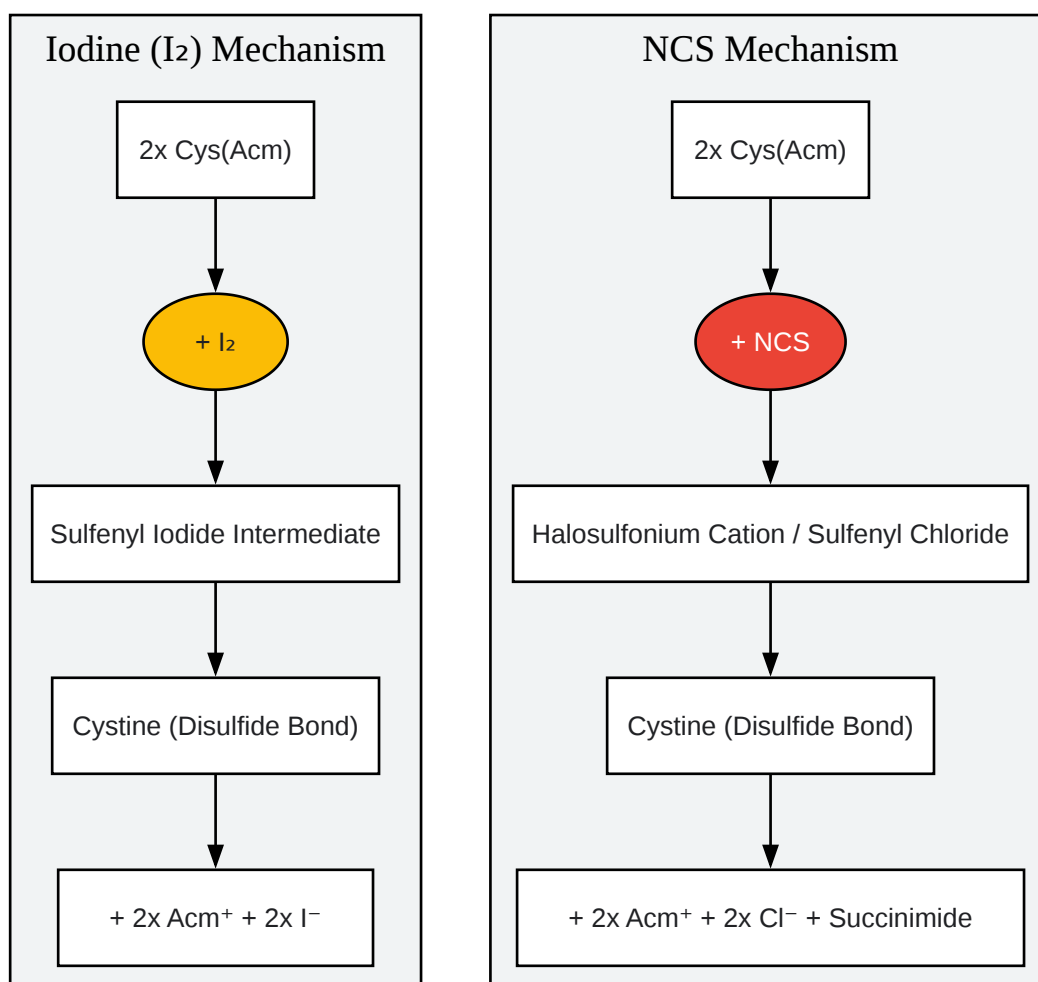 Iodine (I₂) Mechanism
2x Cys(Acm)
+ I₂
Sulfenyl Iodide Intermediate
Cystine (Disulfide Bond)
+ 2x Acm⁺ + 2x I⁻
NCS Mechanism
2x Cys(Acm)
+ NCS
Halosulfonium Cation / Sulfenyl Chloride
Cystine (Disulfide Bond)
+ 2x Acm⁺ + 2x Cl⁻ + Succinimide